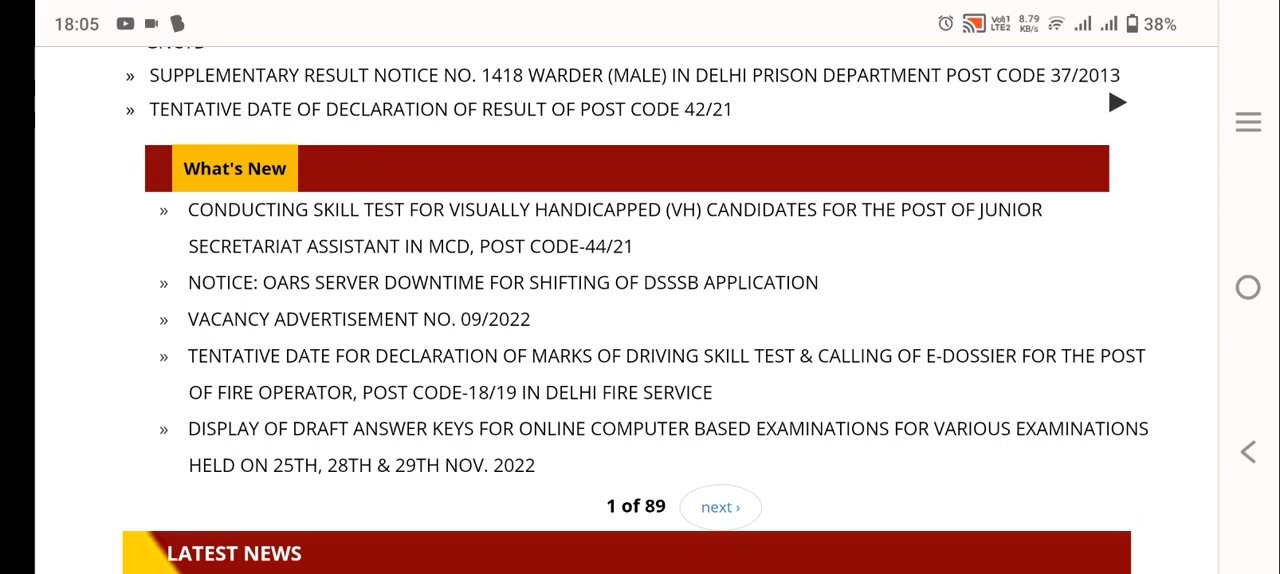 18:05 Vol) 1 LTE2 8.79 KB/s 38%
» SUPPLEMENTARY RESULT NOTICE NO. 1418 WARDER (MALE) IN DELHI PRISON DEPARTMENT POST CODE 37/2013
» TENTATIVE DATE OF DECLARATION OF RESULT OF POST CODE 42/21
What's New
» CONDUCTING SKILL TEST FOR VISUALLY HANDICAPPED (VH) CANDIDATES FOR THE POST OF JUNIOR
SECRETARIAT ASSISTANT IN MCD, POST CODE-44/21
» NOTICE: OARS SERVER DOWNTIME FOR SHIFTING OF DSSSB APPLICATION
» VACANCY ADVERTISEMENT NO. 09/2022
» TENTATIVE DATE FOR DECLARATION OF MARKS OF DRIVING SKILL TEST & CALLING OF E-DOSSIER FOR THE POST
OF FIRE OPERATOR, POST CODE-18/19 IN DELHI FIRE SERVICE
» DISPLAY OF DRAFT ANSWER KEYS FOR ONLINE COMPUTER BASED EXAMINATIONS FOR VARIOUS EXAMINATIONS
HELD ON 25TH, 28TH & 29TH NOV. 2022
1 of 89 next ›
LATEST NEWS